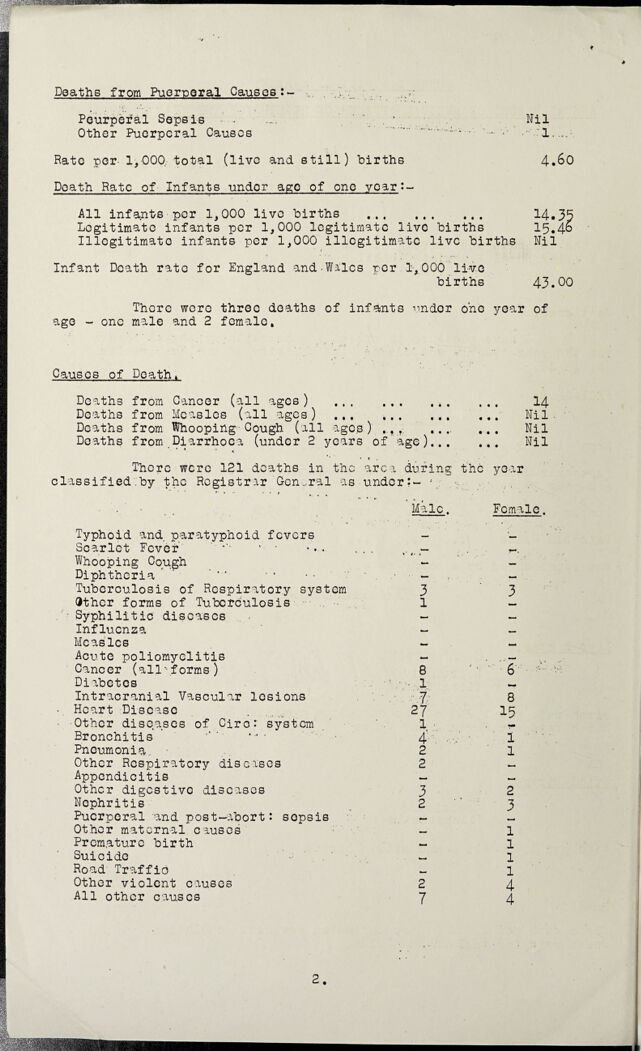 Deaths from Puerperal Causes:-
Pourperal Sepsis Nil
Other Puerperal Causes 1
Rate per 1,000 total (live and still) births 4.60
Death Rate of Infants under age of one year:-
All infants per 1,000 live births ... ... ... 14.35
Legitimate infants per 1,000 legitimate live births 15.46
Illegitimate infants per 1,000 illegitimate live births Nil
Infant Death rate for England and Wales per 1,000 live
births 43.00
There were three deaths of infants under one year of
age - one male and 2 female.
Causes of Death.
Deaths from Cancer (all ages) ... ... ... ... 14
Deaths from Measles (all ages) ... ... ... ... Nil
Deaths from Whooping Cough (all ages) ... ... ... Nil
Deaths from Diarrhoea (under 2 years of age)... ... Nil
There were 121 deaths in the area during the year
classified by the Registrar General as under:-
Male. Female.
Typhoid and paratyphoid fevers - -
Scarlet Fever - -
Whooping Cough - -
Diphtheria - -
Tuberculosis of Respiratory system 3 3
Other forms of Tuberculosis 1 -
Syphilitic diseases - -
Influenza - -
Measles - -
Acute poliomyelitis - -
Cancer (all forms) 8 6
Diabetes 1 -
Intracranial Vascular lesions 7 8
Heart Disease 27 15
Other diseases of Circ: system 1 -
Bronchitis 4 1
Pneumonia 2 1
Other Respiratory diseases 2 -
Appendicitis - -
Other digestive diseases 3 2
Nephritis 2 3
Puerperal and post-abort: sepsis - -
Other maternal causes - 1
Premature birth - 1
Suicide - 1
Road Traffic - 1
Other violent causes 2 4
All other causes 7 4
2.